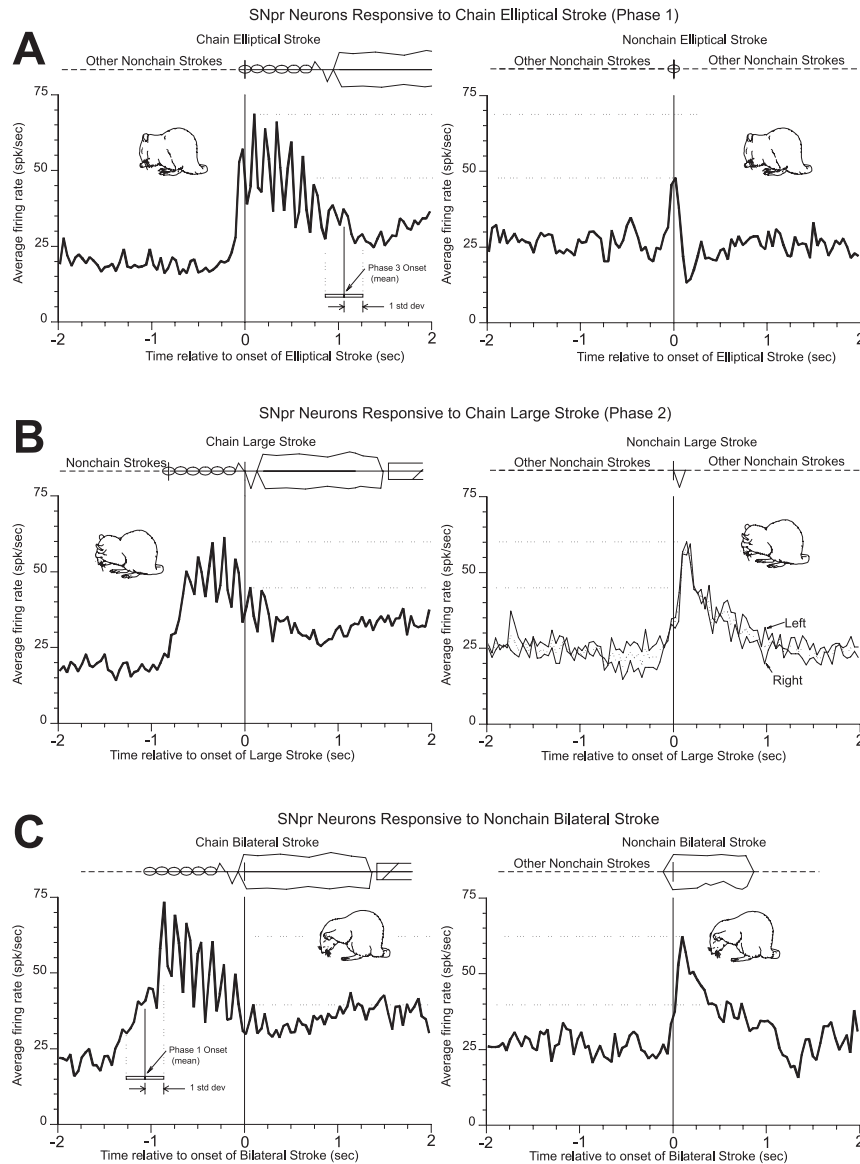 SNpr Neurons Responsive to Chain Elliptical Stroke (Phase 1)
A
Chain Elliptical Stroke
Other Nonchain Strokes
75
50
25
0
Average firing rate (spk/sec)
Phase 3 Onset
(mean)
1 std dev
-2
-1
0
1
2
Time relative to onset of Elliptical Stroke (sec)
Nonchain Elliptical Stroke
Other Nonchain Strokes
Other Nonchain Strokes
75
50
25
0
Average firing rate (spk/sec)
-2
-1
0
1
2
Time relative to onset of Elliptical Stroke (sec)
SNpr Neurons Responsive to Chain Large Stroke (Phase 2)
B
Chain Large Stroke
Nonchain Strokes
75
50
25
0
Average firing rate (spk/sec)
-2
-1
0
1
2
Time relative to onset of Large Stroke (sec)
Nonchain Large Stroke
Other Nonchain Strokes
Other Nonchain Strokes
75
50
25
0
Average firing rate (spk/sec)
Left
Right
-2
-1
0
1
2
Time relative to onset of Large Stroke (sec)
SNpr Neurons Responsive to Nonchain Bilateral Stroke
C
Chain Bilateral Stroke
75
50
25
0
Average firing rate (spk/sec)
Phase 1 Onset
(mean)
1 std dev
-2
-1
0
1
2
Time relative to onset of Bilateral Stroke (sec)
Nonchain Bilateral Stroke
Other Nonchain Strokes
75
50
25
0
Average firing rate (spk/sec)
-2
-1
0
1
2
Time relative to onset of Bilateral Stroke (sec)